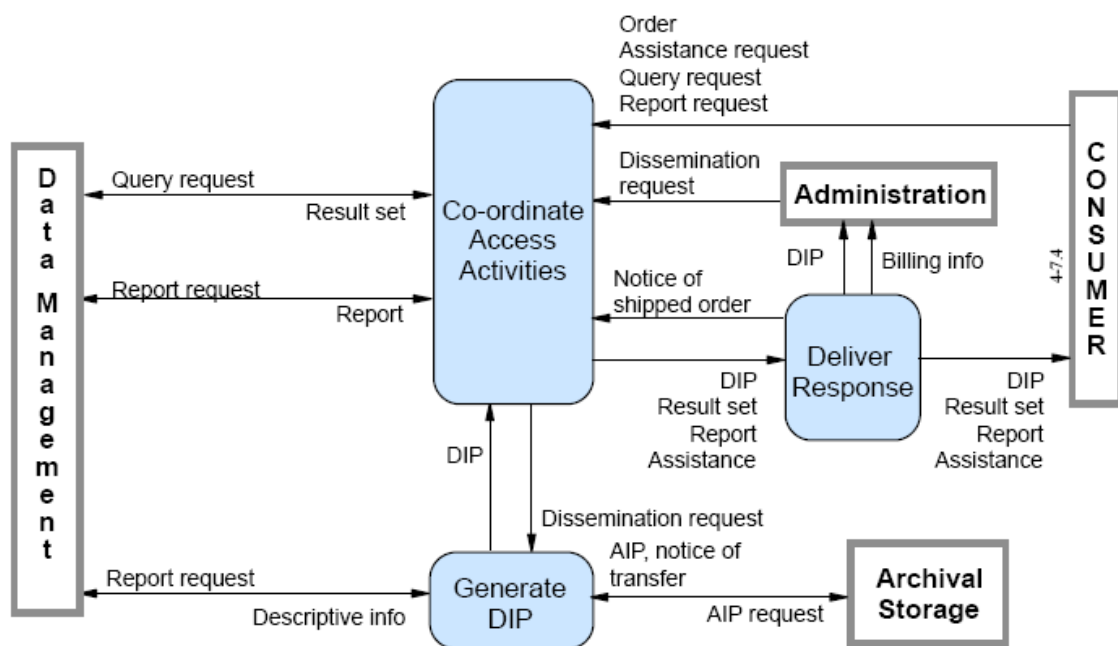 Order
Assistance request
Query request
Report request
CONSUMER
Data Management
Query request
Result set
Co-ordinate
Access
Activities
Dissemination
request
Administration
DIP
Billing info
4-7.4
Report request
Report
Notice of
shipped order
Deliver
Response
DIP
Result set
Report
Assistance
DIP
Result set
Report
Assistance
DIP
Dissemination request
Report request
Descriptive info
Generate
DIP
AIP, notice of
transfer
AIP request
Archival
Storage